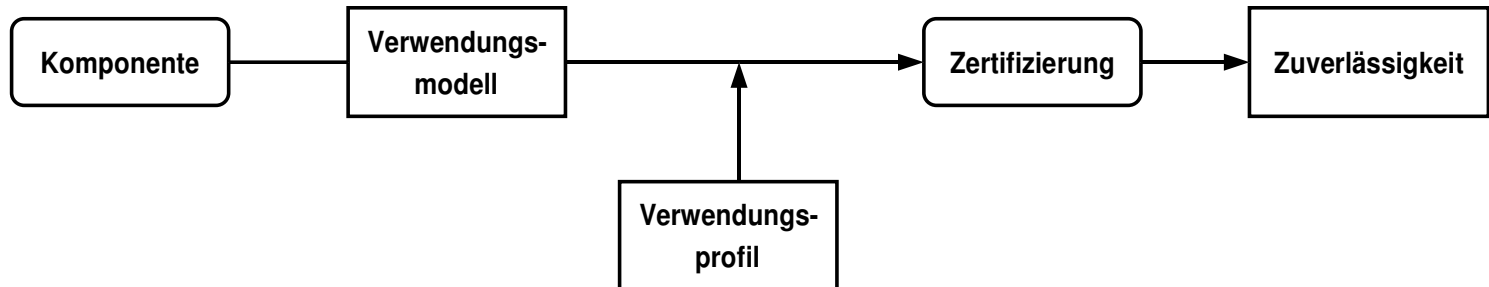 Komponente
Verwendungs-
modell
Zertifizierung
Zuverlässigkeit
Verwendungs-
profil